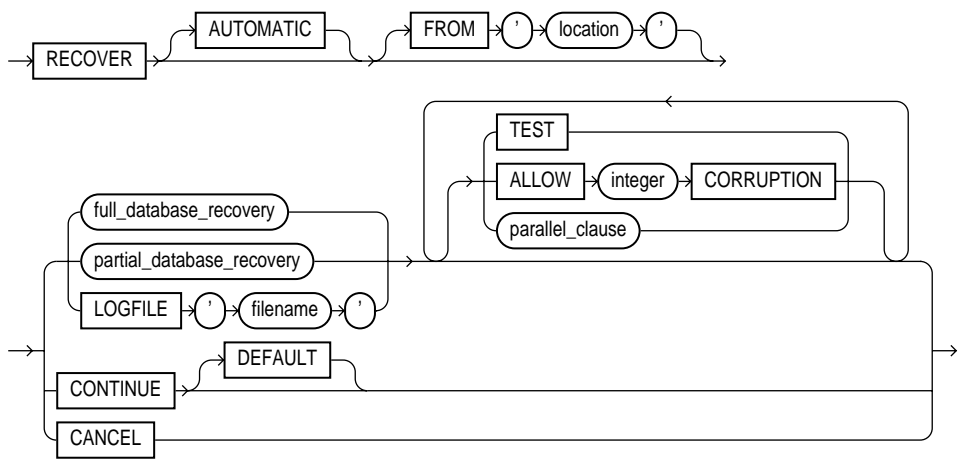 RECOVER AUTOMATIC FROM ' location '
TEST
ALLOW integer CORRUPTION
parallel_clause
full_database_recovery
partial_database_recovery
LOGFILE ' filename '
CONTINUE DEFAULT
CANCEL